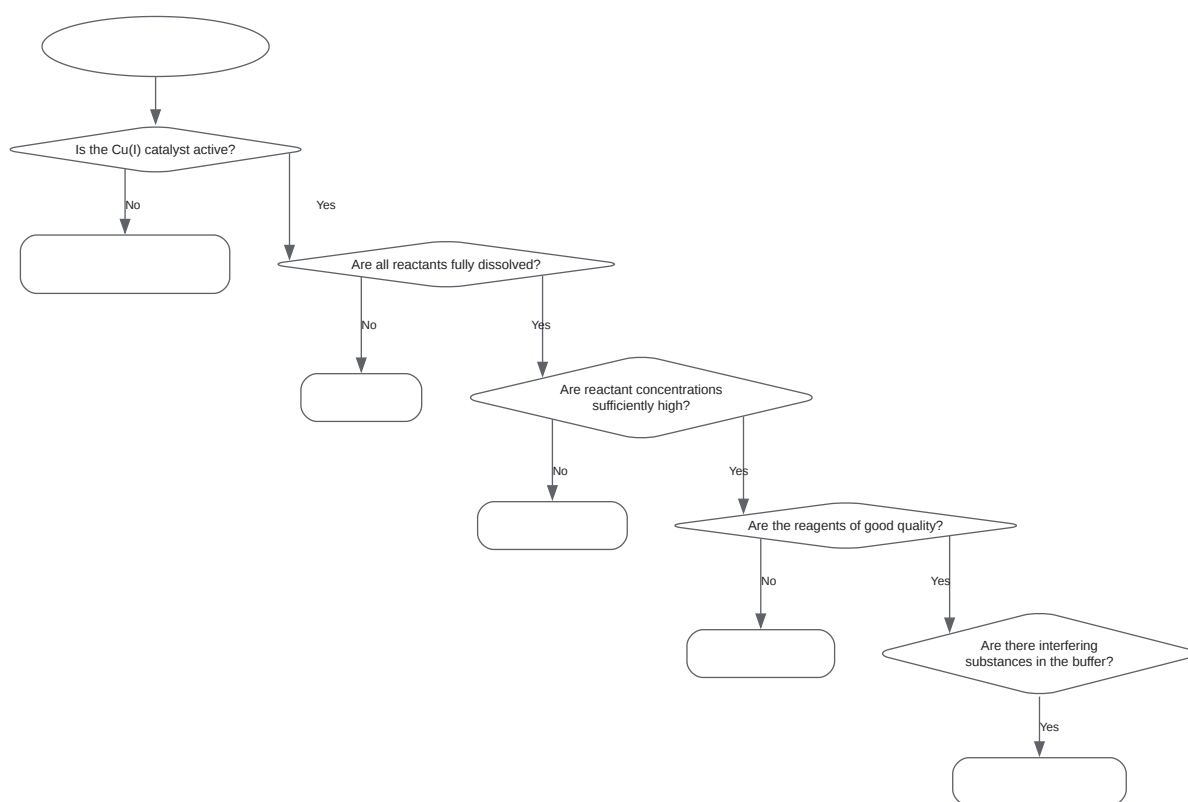 Is the Cu(I) catalyst active?
No
Yes
Are all reactants fully dissolved?
No
Yes
Are reactant concentrations
sufficiently high?
No
Yes
Are the reagents of good quality?
No
Yes
Are there interfering
substances in the buffer?
Yes